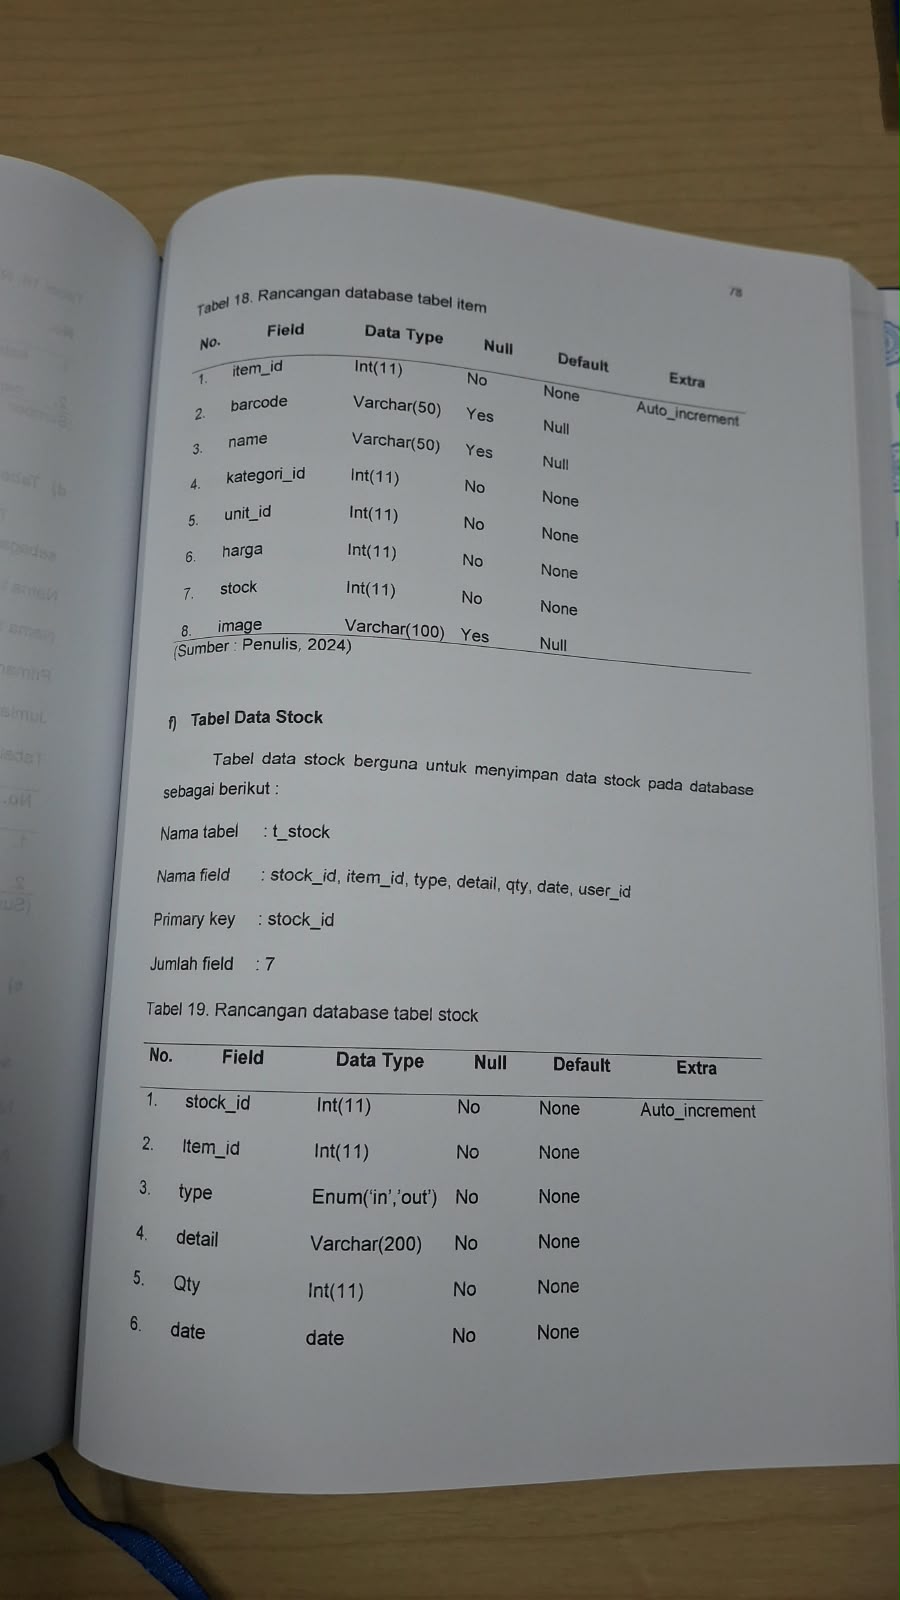 78
Tabel 18. Rancangan database tabel item
No. Field Data Type Null Default Extra
1. item_id Int(11) No None Auto_increment
2. barcode Varchar(50) Yes Null
3. name Varchar(50) Yes Null
4. kategori_id Int(11) No None
5. unit_id Int(11) No None
6. harga Int(11) No None
7. stock Int(11) No None
8. image Varchar(100) Yes Null
(Sumber : Penulis, 2024)
f) Tabel Data Stock
Tabel data stock berguna untuk menyimpan data stock pada database
sebagai berikut :
Nama tabel : t_stock
Nama field : stock_id, item_id, type, detail, qty, date, user_id
Primary key : stock_id
Jumlah field : 7
Tabel 19. Rancangan database tabel stock
No. Field Data Type Null Default Extra
1. stock_id Int(11) No None Auto_increment
2. Item_id Int(11) No None
3. type Enum(‘in’,’out’) No None
4. detail Varchar(200) No None
5. Qty Int(11) No None
6. date date No None